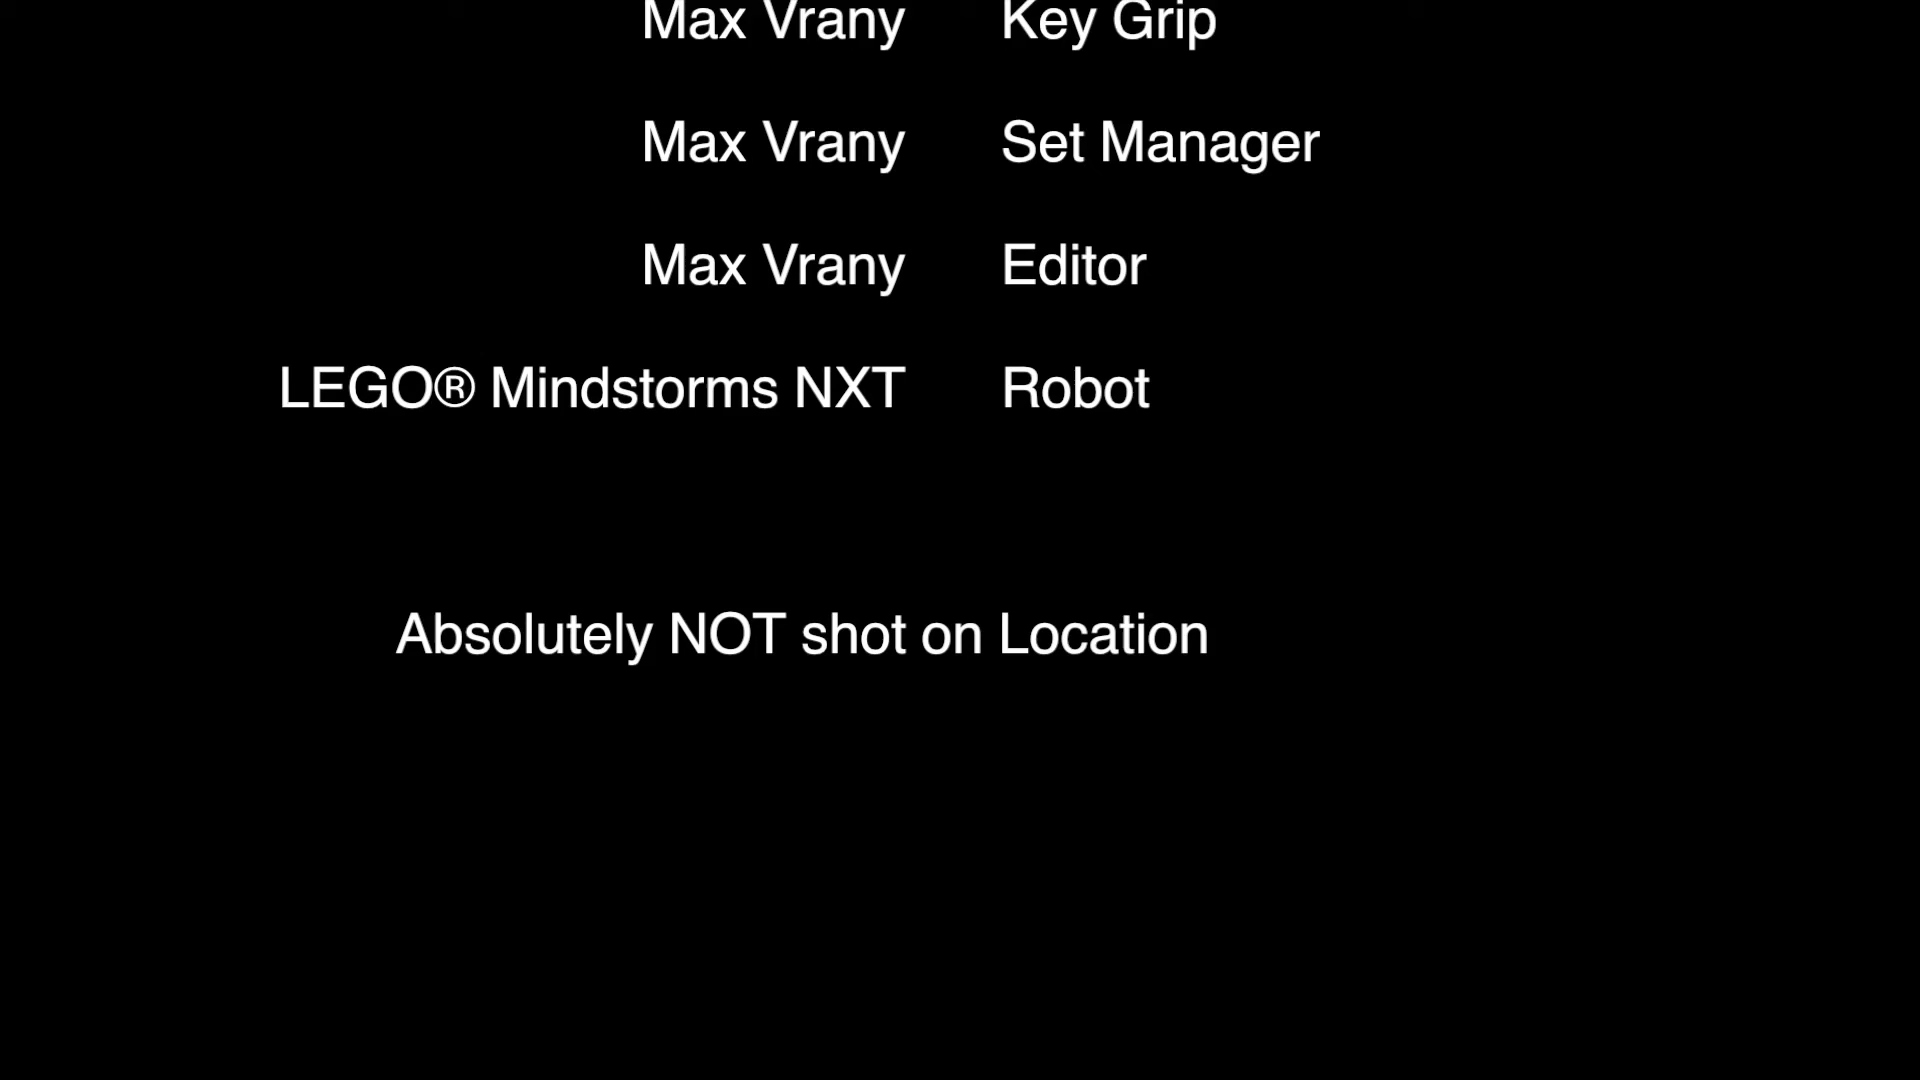 Max Vrany Key Grip
Max Vrany Set Manager
Max Vrany Editor
LEGO® Mindstorms NXT Robot
Absolutely NOT shot on Location